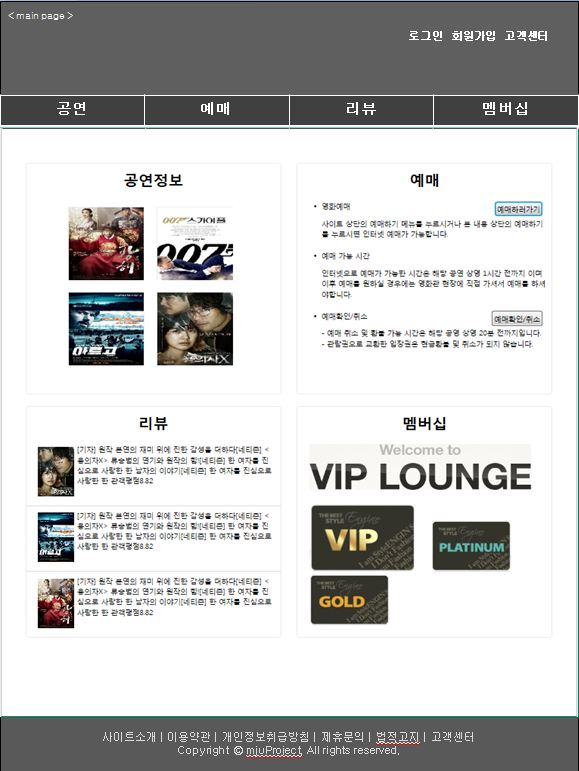 < main page >
로그인 회원가입 고객센터
공연 예매 리뷰 멤버십
공연정보
007 스카이폴
007
아르고
용의자X
예매
• 영화예매
예매하러가기
사이트 상단의 예매하기 메뉴를 누르시거나 본 내용 상단의 예매하기
를 누르시면 인터넷 예매가 가능합니다.
• 예매 가능 시간
인터넷으로 예매가 가능한 시간은 해당 공연 상영 1시간 전까지 이며
이후 예매를 원하실 경우에는 영화관 현장에 직접 가셔서 예매를 하셔
야합니다.
• 예매확인/취소
예매확인/취소
- 예매 취소 및 환불 가능 시간은 해당 공영 상영 20분 전까지입니다.
- 관람권으로 교환한 입장권은 현금환불 및 취소가 되지 않습니다.
리뷰
[기자] 원작 본연의 재미 위에 진한 감성을 더하다[네티즌] <
용의자X> 류승범의 연기와 원작의 힘![네티즌] 한 여자를 진
심으로 사랑한 한 남자의 이야기[네티즌] 한 여자를 진심으로
사랑한 한 관객평점8.82
[기자] 원작 본연의 재미 위에 진한 감성을 더하다[네티즌] <
용의자X> 류승범의 연기와 원작의 힘![네티즌] 한 여자를 진
심으로 사랑한 한 남자의 이야기[네티즌] 한 여자를 진심으로
사랑한 한 관객평점8.82
[기자] 원작 본연의 재미 위에 진한 감성을 더하다[네티즌] <
용의자X> 류승범의 연기와 원작의 힘![네티즌] 한 여자를 진
심으로 사랑한 한 남자의 이야기[네티즌] 한 여자를 진심으로
사랑한 한 관객평점8.82
멤버십
Welcome to
VIP LOUNGE
THE BEST
STYLE Engine
VIP
THE BEST
STYLE Engine
PLATINUM
THE BEST
STYLE Engine
GOLD
사이트소개 | 이용약관 | 개인정보취급방침 | 제휴문의 | 법정고지 | 고객센터
Copyright ⓒ mjuProject, All rights reserved.